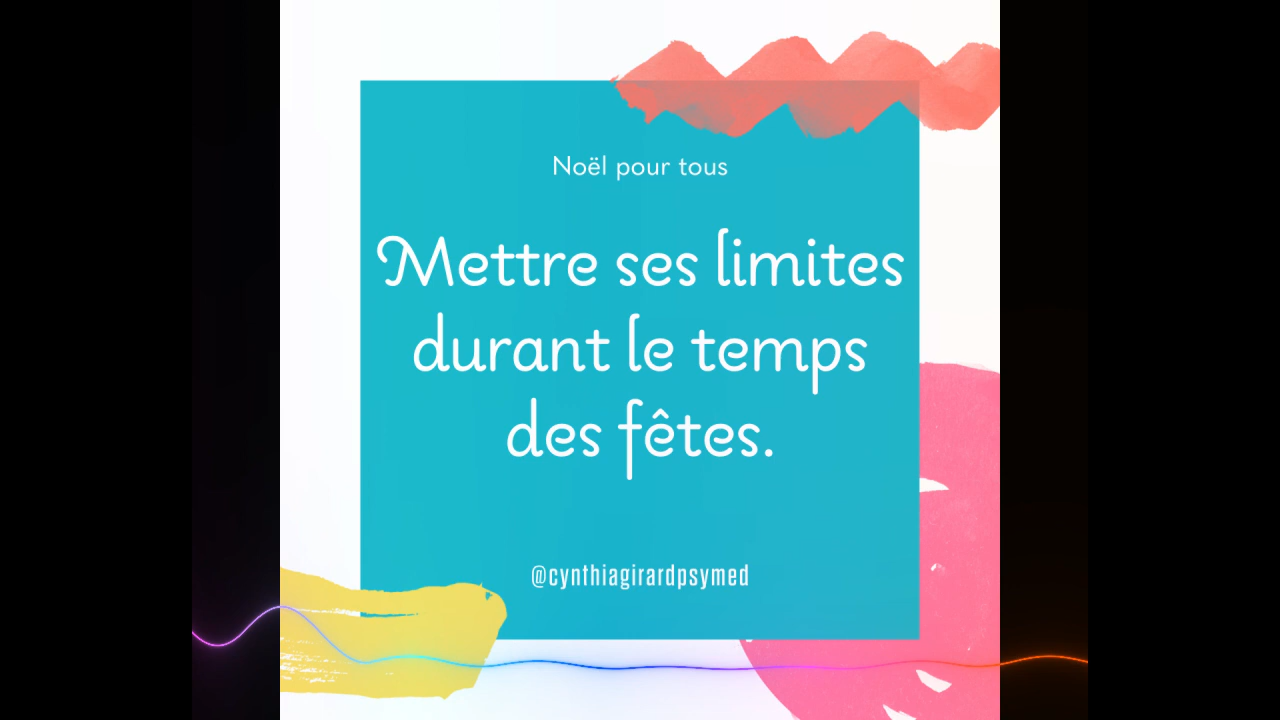 Noël pour tous
Mettre ses limites
durant le temps
des fêtes.
@cynthiagirardpsymed